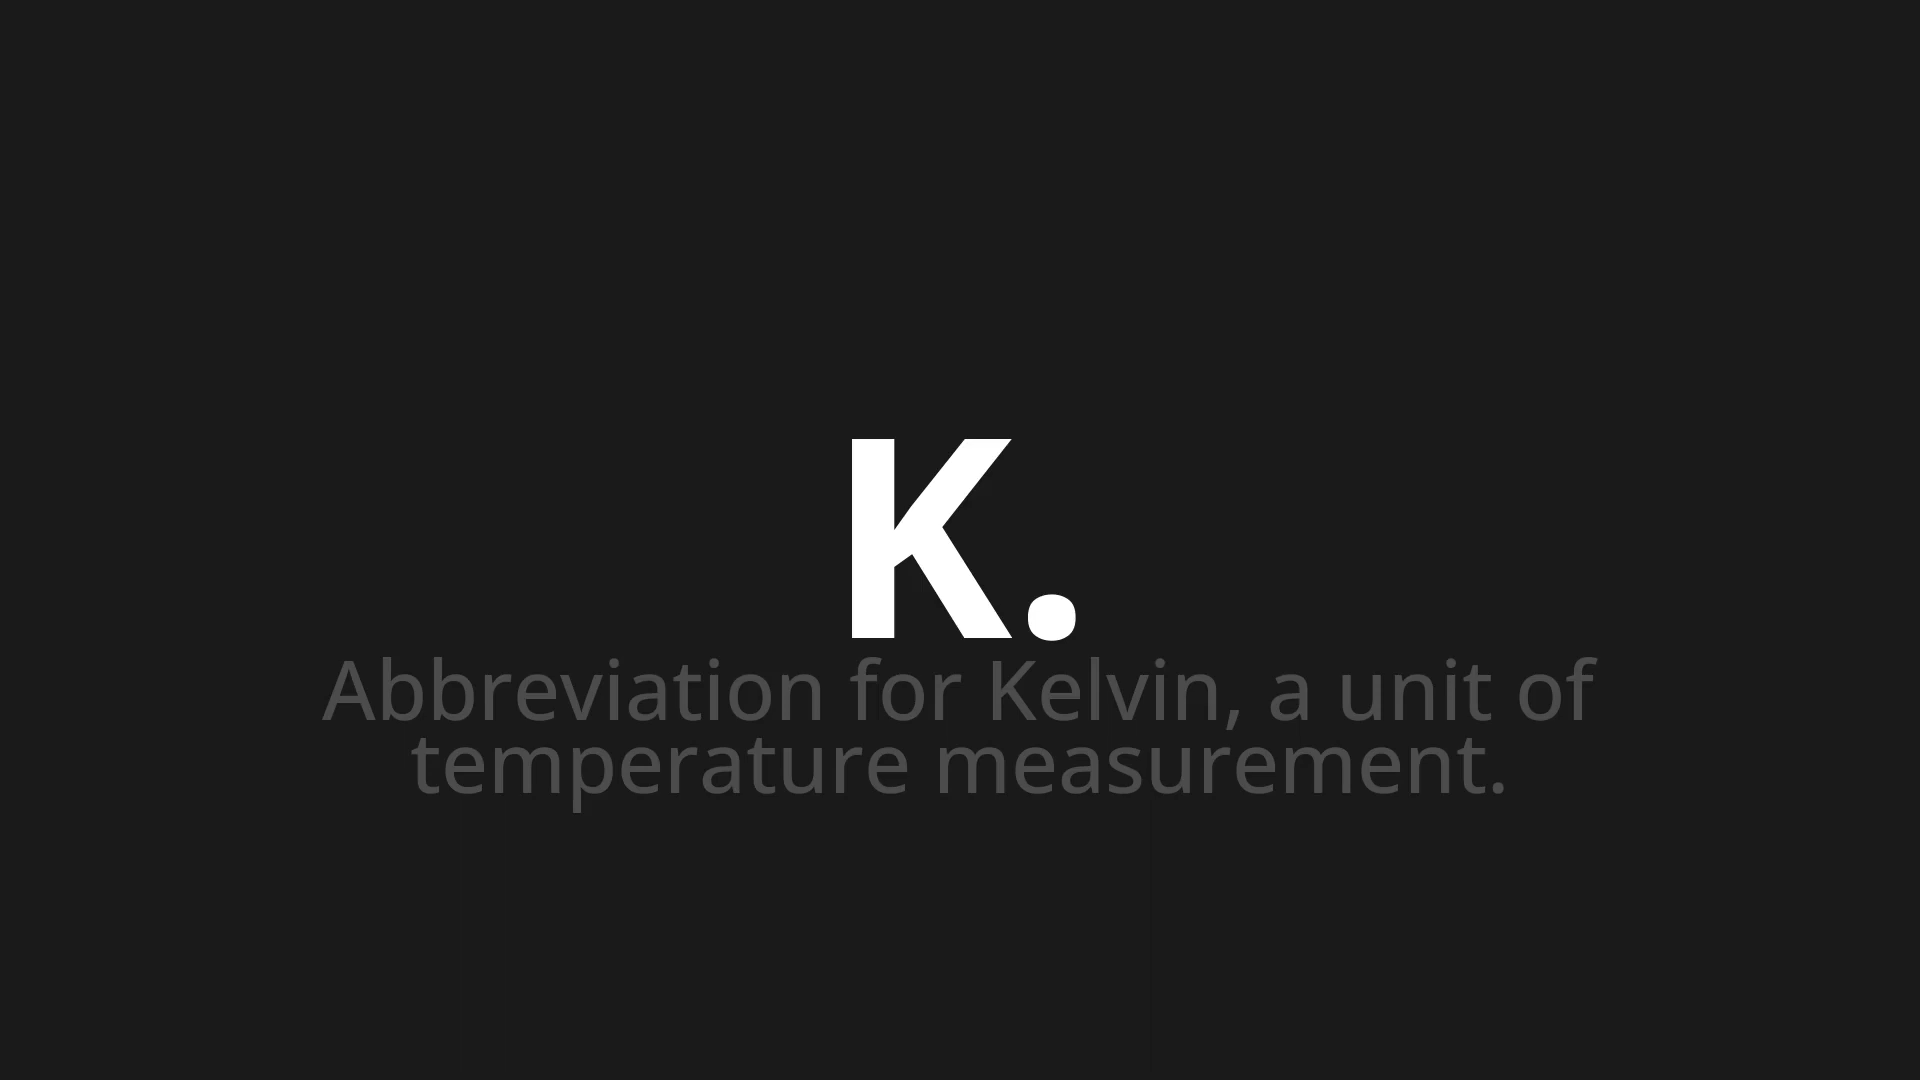 K.
Abbreviation for Kelvin, a unit of
temperature measurement.